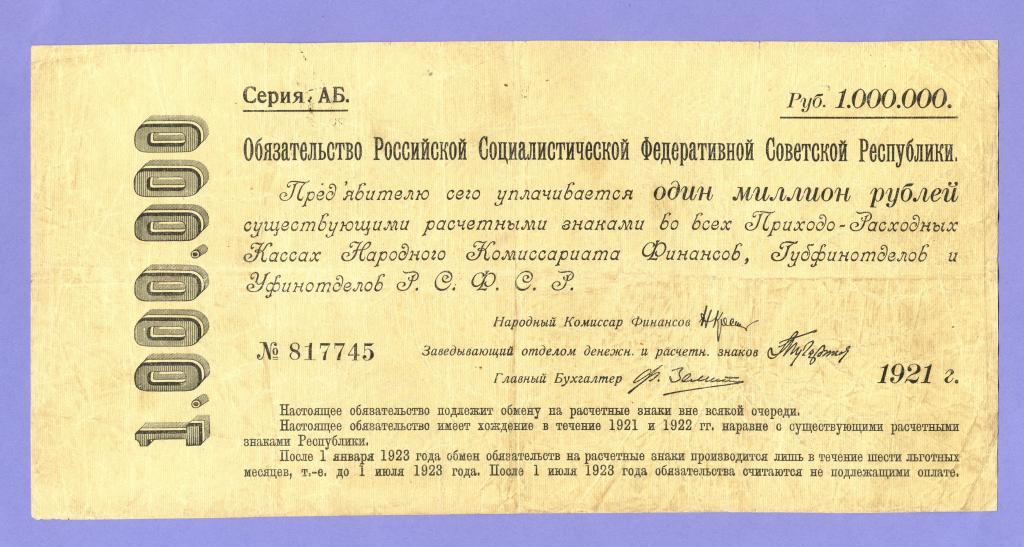 Серия. АБ.
Руб. 1.000.000.
1.000.000
Обязательство Российской Социалистической Федеративной Советской Республики.
Пред'явителю сего уплачивается один миллион рублей
существующими расчетными знаками во всех Приходо-Расходных
Кассах Народного Комиссариата Финансов, Губфинотделов и
Уфинотделов Р. С. Ф. С. Р.
Народный Комиссар Финансов
№ 817745
Заведывающий отделом денежн. и расчетн. знаков
Главный Бухгалтер
1921 г.
Настоящее обязательство подлежит обмену на расчетные знаки вне всякой очереди.
Настоящее обязательство имеет хождение в течение 1921 и 1922 гг. наравне с существующими расчетными
знаками Республики.
После 1 января 1923 года обмен обязательств на расчетные знаки производится лишь в течение шести льготных
месяцев, т.-е. до 1 июля 1923 года. После 1 июля 1923 года обязательства считаются не подлежащими оплате.